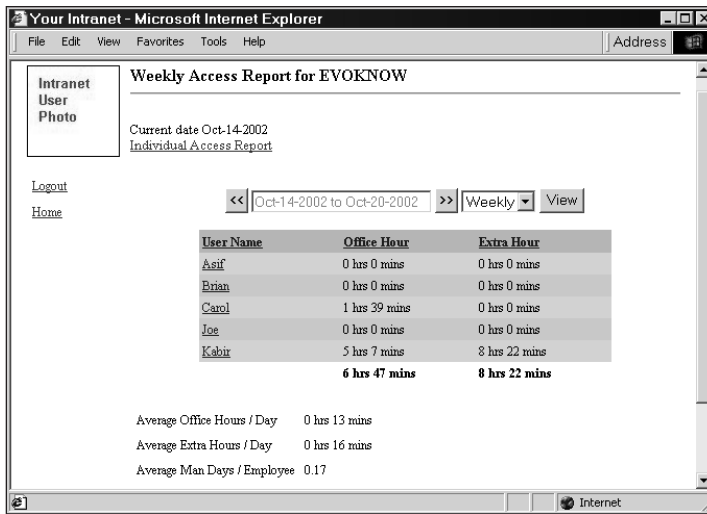 Your Intranet - Microsoft Internet Explorer
File Edit View Favorites Tools Help Address
Intranet
User
Photo
Weekly Access Report for EVOKNOW
Current date Oct-14-2002
Individual Access Report
Logout
Home
<< Oct-14-2002 to Oct-20-2002 >> Weekly View
User Name Office Hour Extra Hour
Asif 0 hrs 0 mins 0 hrs 0 mins
Brian 0 hrs 0 mins 0 hrs 0 mins
Carol 1 hrs 39 mins 0 hrs 0 mins
Joe 0 hrs 0 mins 0 hrs 0 mins
Kabir 5 hrs 7 mins 8 hrs 22 mins
6 hrs 47 mins 8 hrs 22 mins
Average Office Hours / Day 0 hrs 13 mins
Average Extra Hours / Day 0 hrs 16 mins
Average Man Days / Employee 0.17
Internet